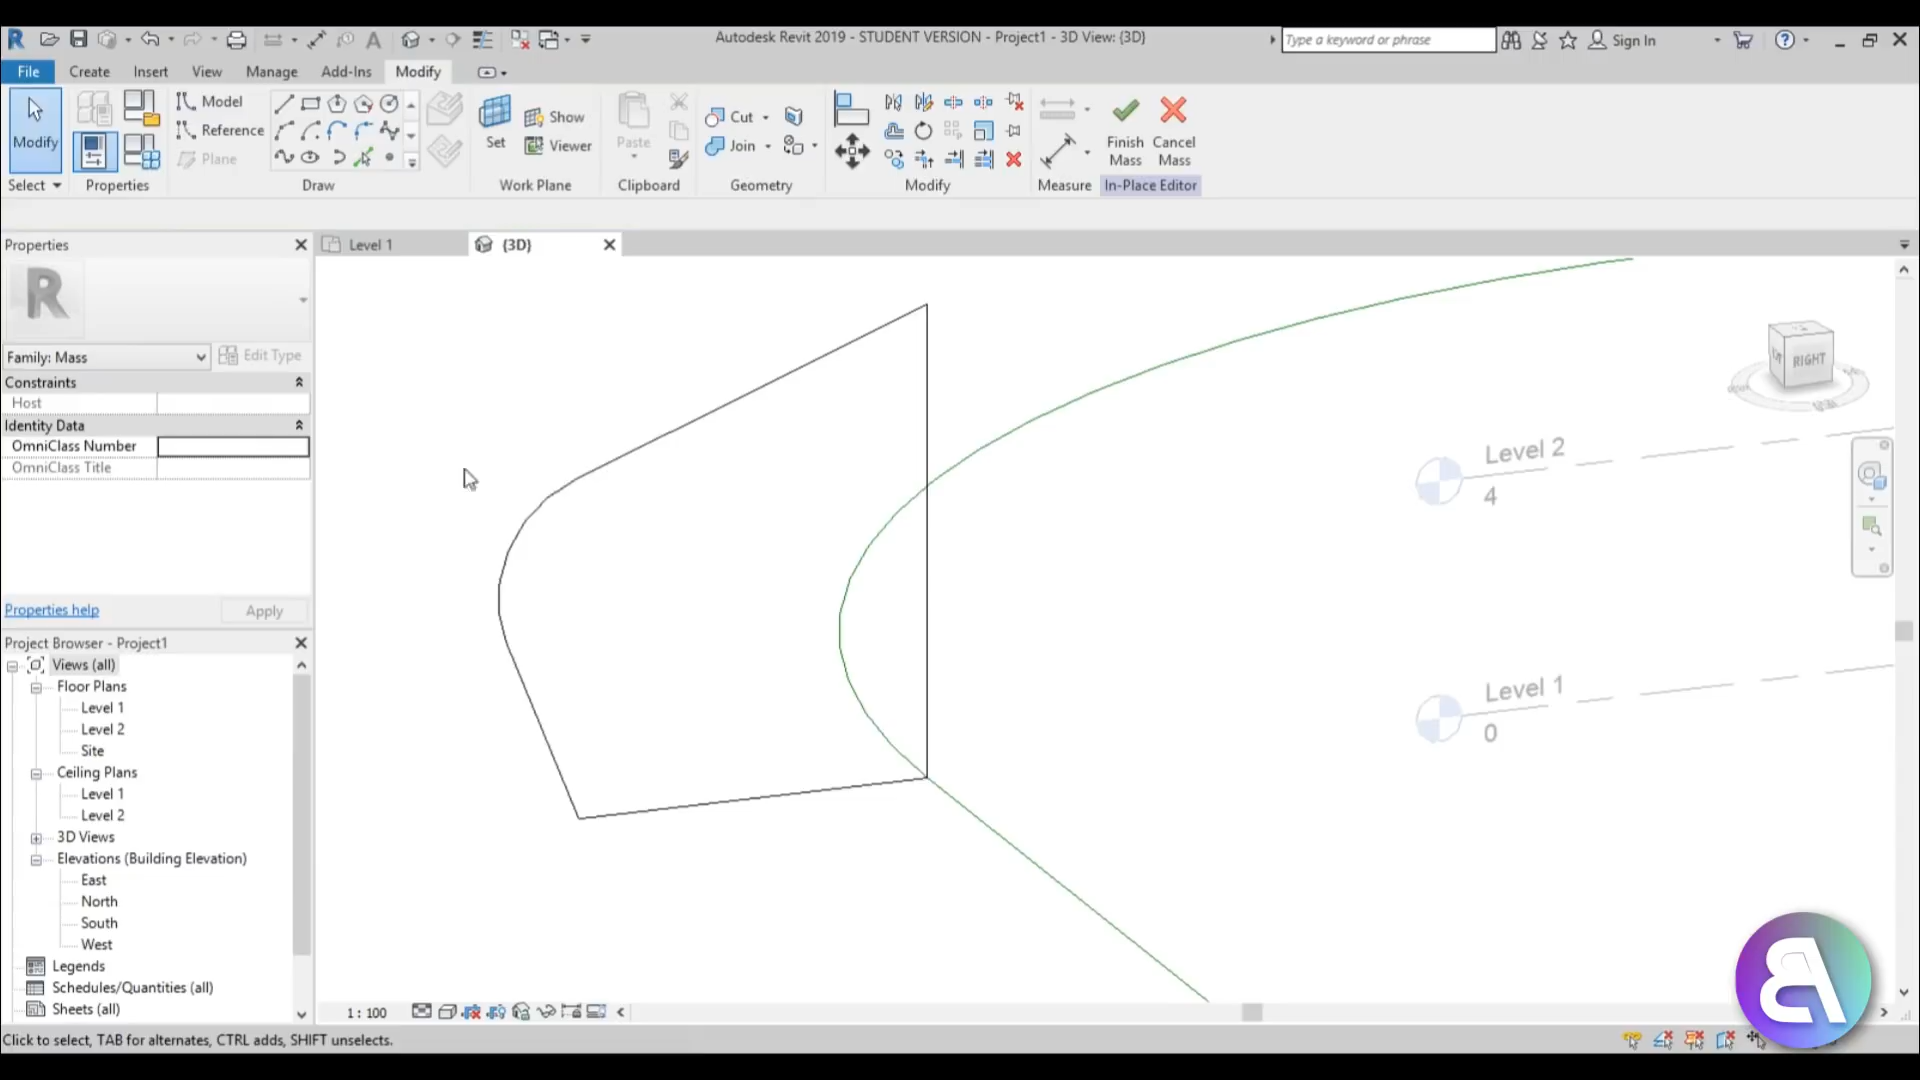 Autodesk Revit 2019 - STUDENT VERSION - Project1 - 3D View: {3D}
Type a keyword or phrase
Sign In
File
Create
Insert
View
Manage
Add-Ins
Modify
Modify
Select
Properties
Model
Reference
Plane
Draw
Set
Show
Viewer
Work Plane
Paste
Clipboard
Cut
Join
Geometry
Modify
Measure
Finish Mass
Cancel Mass
In-Place Editor
Properties
Level 1
{3D}
R
Family: Mass
Edit Type
Constraints
Host
Identity Data
OmniClass Number
OmniClass Title
Properties help
Apply
Project Browser - Project1
Views (all)
Floor Plans
Level 1
Level 2
Site
Ceiling Plans
Level 1
Level 2
3D Views
Elevations (Building Elevation)
East
North
South
West
Legends
Schedules/Quantities (all)
Sheets (all)
RIGHT
Level 2
4
Level 1
0
1 : 100
Click to select, TAB for alternates, CTRL adds, SHIFT unselects.